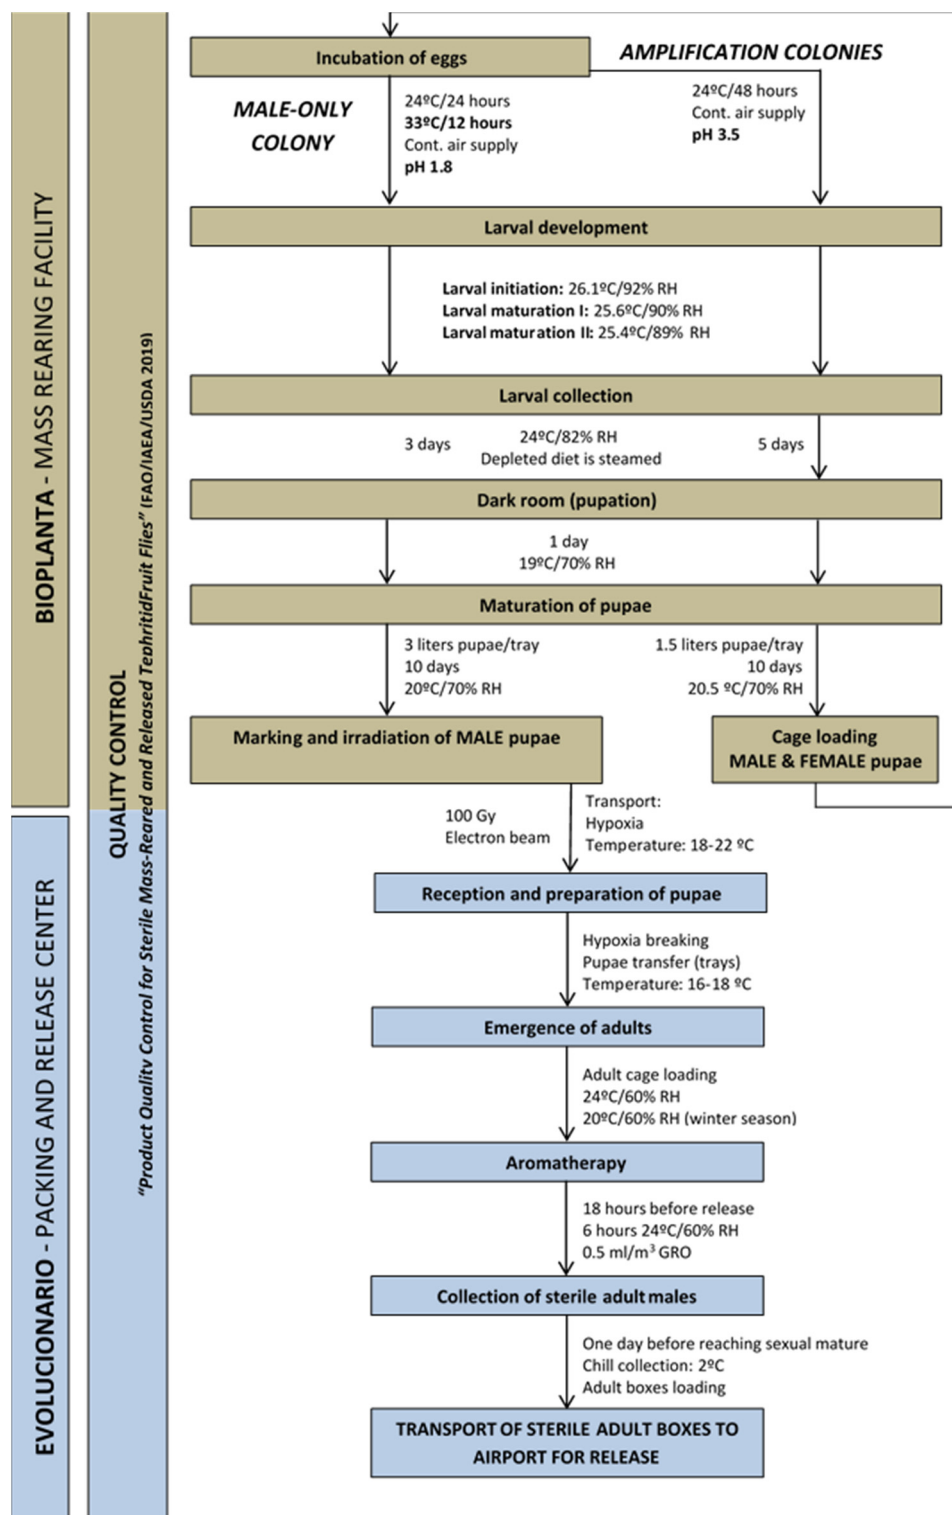 BIOPLANTA - MASS REARING FACILITY
EVOLUCIONARIO - PACKING AND RELEASE CENTER
QUALITY CONTROL
“Product Quality Control for Sterile Mass-Reared and Released TephritidFruit Flies” (FAO/IAEA/USDA 2019)
Incubation of eggs
AMPLIFICATION COLONIES
MALE-ONLY
COLONY
24ºC/24 hours
33ºC/12 hours
Cont. air supply
pH 1.8
24ºC/48 hours
Cont. air supply
pH 3.5
Larval development
Larval initiation: 26.1ºC/92% RH
Larval maturation I: 25.6ºC/90% RH
Larval maturation II: 25.4ºC/89% RH
Larval collection
3 days
24ºC/82% RH
Depleted diet is steamed
5 days
Dark room (pupation)
1 day
19ºC/70% RH
Maturation of pupae
3 liters pupae/tray
10 days
20ºC/70% RH
1.5 liters pupae/tray
10 days
20.5 ºC/70% RH
Marking and irradiation of MALE pupae
Cage loading
MALE & FEMALE pupae
100 Gy
Electron beam
Transport:
Hypoxia
Temperature: 18-22 ºC
Reception and preparation of pupae
Hypoxia breaking
Pupae transfer (trays)
Temperature: 16-18 ºC
Emergence of adults
Adult cage loading
24ºC/60% RH
20ºC/60% RH (winter season)
Aromatherapy
18 hours before release
6 hours 24ºC/60% RH
0.5 ml/m³ GRO
Collection of sterile adult males
One day before reaching sexual mature
Chill collection: 2ºC
Adult boxes loading
TRANSPORT OF STERILE ADULT BOXES TO
AIRPORT FOR RELEASE